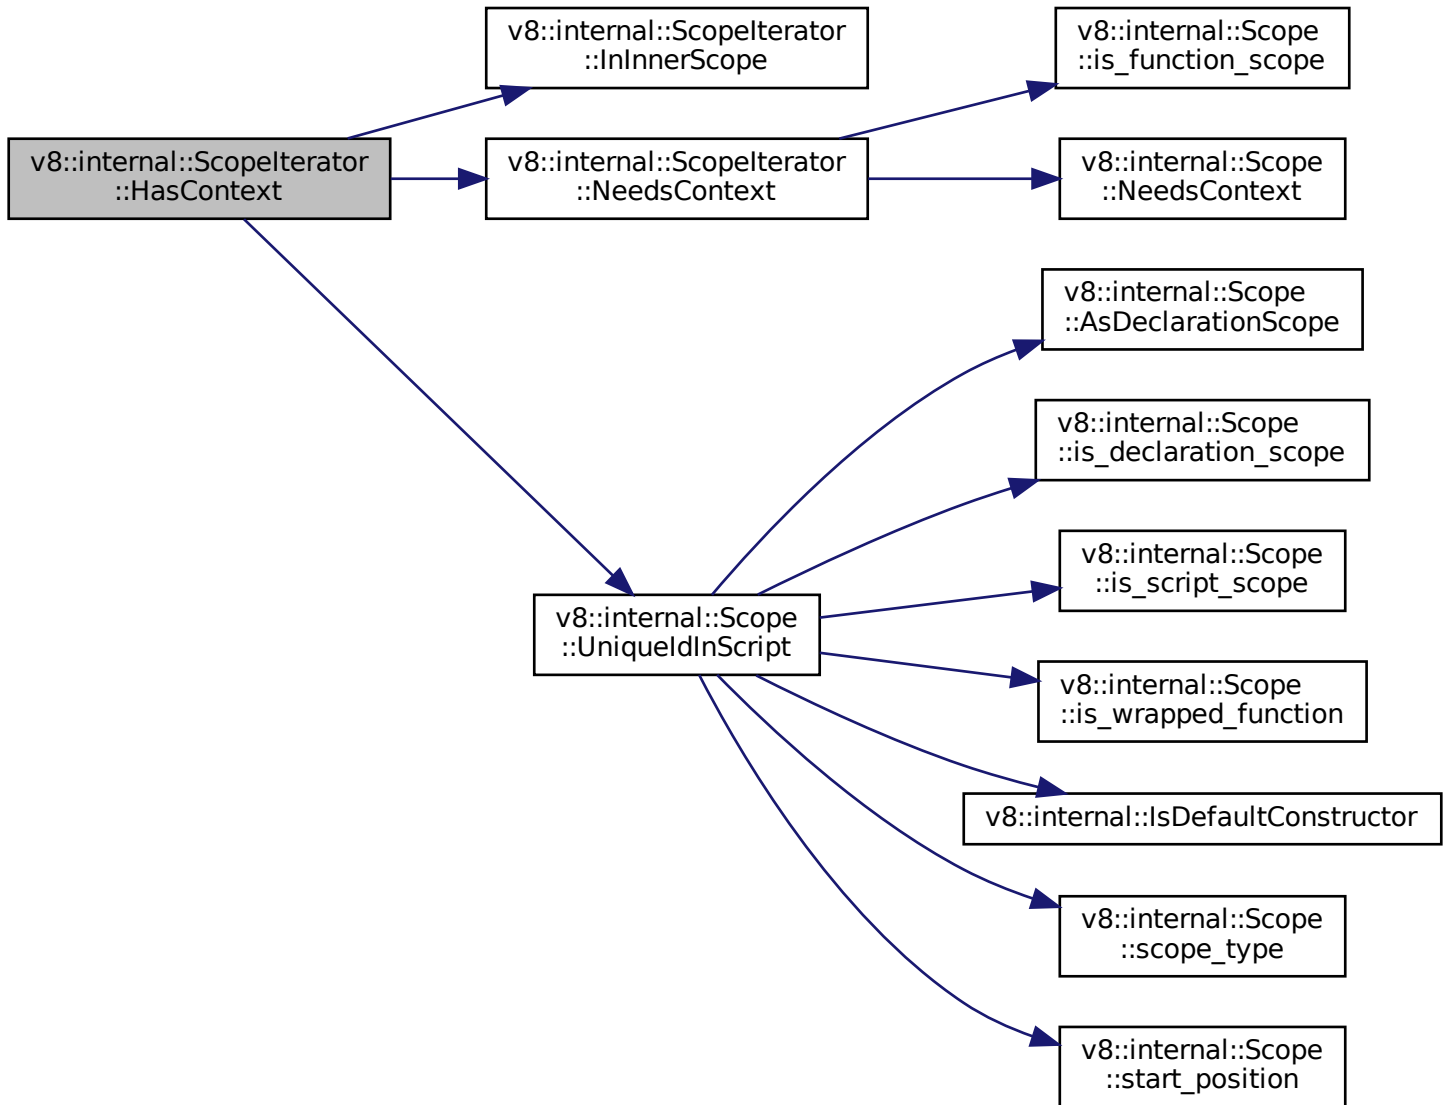 v8::internal::ScopeIterator
::HasContext
v8::internal::ScopeIterator
::InInnerScope
v8::internal::ScopeIterator
::NeedsContext
v8::internal::Scope
::is_function_scope
v8::internal::Scope
::NeedsContext
v8::internal::Scope
::UniqueIdInScript
v8::internal::Scope
::AsDeclarationScope
v8::internal::Scope
::is_declaration_scope
v8::internal::Scope
::is_script_scope
v8::internal::Scope
::is_wrapped_function
v8::internal::IsDefaultConstructor
v8::internal::Scope
::scope_type
v8::internal::Scope
::start_position